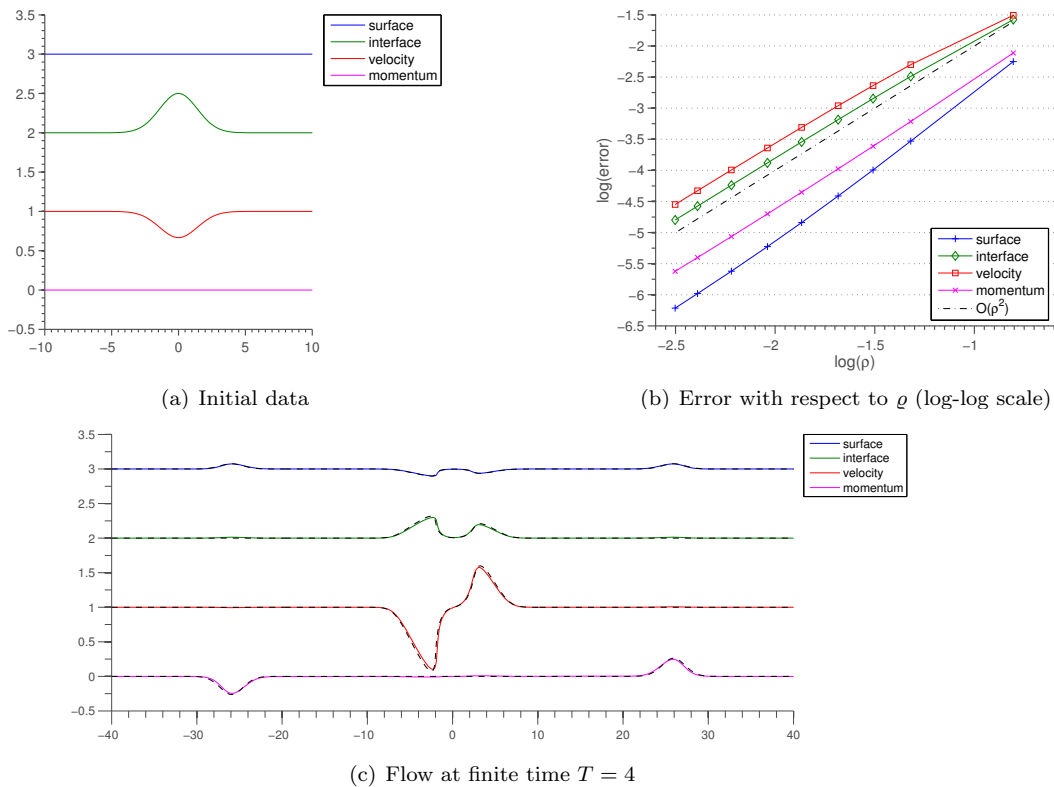 3.5
3
2.5
2
1.5
1
0.5
0
−0.5
−10
−5
0
5
10
surface
interface
velocity
momentum
(a) Initial data
−1.5
−2
−2.5
−3
−3.5
−4
−4.5
−5
−5.5
−6
−6.5
log(error)
−2.5
−2
−1.5
−1
log(ρ)
surface
interface
velocity
momentum
O(ρ²)
(b) Error with respect to ϱ (log-log scale)
3.5
3
2.5
2
1.5
1
0.5
0
−0.5
−40
−30
−20
−10
0
10
20
30
40
surface
interface
velocity
momentum
(c) Flow at finite time T = 4